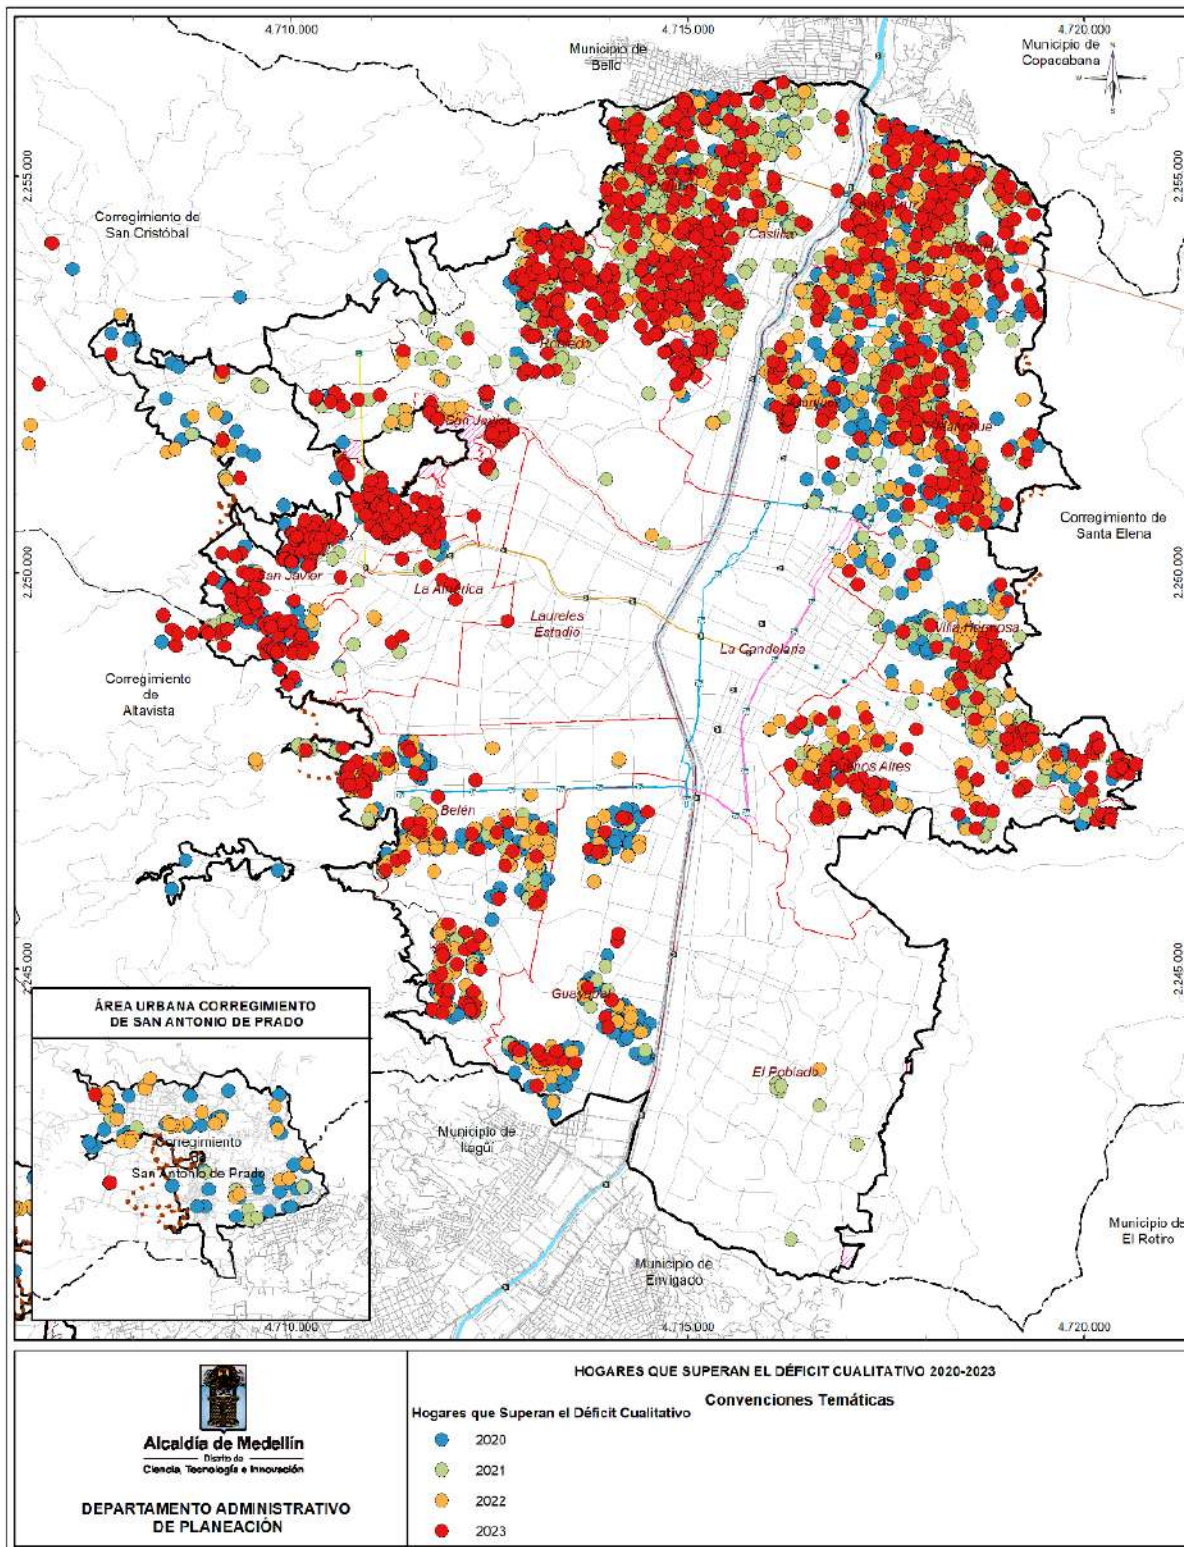 4.710.000
4.715.000
4.720.000
Municipio de
Bello
Municipio de
Copacabana
N
W
E
S
2.255.000
2.255.000
Corregimiento de
San Cristóbal
Castilla
Robledo
San Javier
Manrique
Corregimiento de
Santa Elena
2.250.000
2.250.000
San Javier
La América
Laureles
Estadio
La Candelaria
Villa Hermosa
Corregimiento
de
Altavista
Buenos Aires
Belén
2.245.000
2.245.000
Guayabal
El Poblado
ÁREA URBANA CORREGIMIENTO
DE SAN ANTONIO DE PRADO
Corregimiento
San Antonio de Prado
Municipio de
Itagüí
Municipio de
Envigado
Municipio de
El Retiro
4.710.000
4.715.000
4.720.000
Alcaldía de Medellín
Distrito de
Ciencia, Tecnología e Innovación
DEPARTAMENTO ADMINISTRATIVO
DE PLANEACIÓN
HOGARES QUE SUPERAN EL DÉFICIT CUALITATIVO 2020-2023
Convenciones Temáticas
Hogares que Superan el Déficit Cualitativo
2020
2021
2022
2023